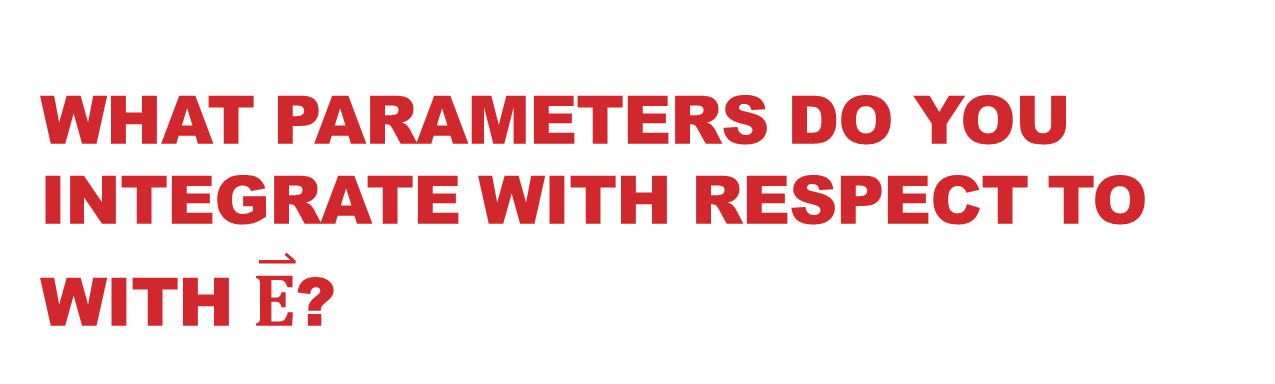 WHAT PARAMETERS DO YOU
INTEGRATE WITH RESPECT TO
WITH E⃗?